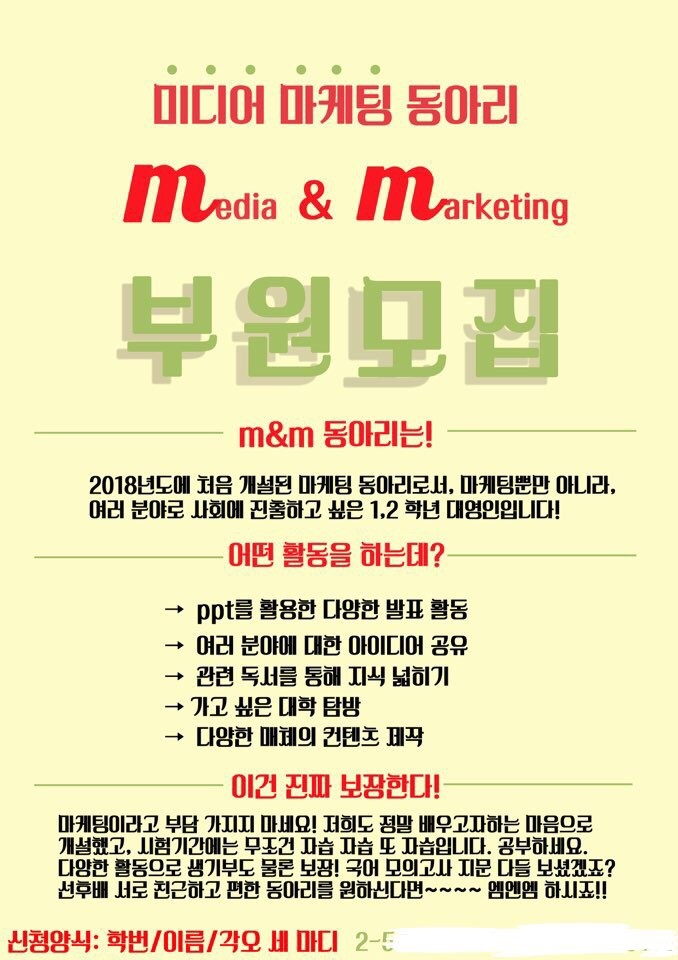 미디어 마케팅 동아리
media & marketing
부원모집
m&m 동아리는!
2018년도에 처음 개설된 마케팅 동아리로서, 마케팅뿐만 아니라,
여러 분야로 사회에 진출하고 싶은 1,2 학년 대영인입니다!
어떤 활동을 하는데?
→ ppt를 활용한 다양한 발표 활동
→ 여러 분야에 대한 아이디어 공유
→ 관련 독서를 통해 지식 넓히기
→ 가고 싶은 대학 탐방
→ 다양한 매체의 컨텐츠 제작
이건 진짜 보장한다!
마케팅이라고 부담 가지지 마세요! 저희도 정말 배우고자하는 마음으로
개설했고, 시험기간에는 무조건 자습 자습 또 자습입니다. 공부하세요.
다양한 활동으로 생기부도 물론 보장! 국어 모의고사 지문 다들 보셨겠죠?
선후배 서로 친근하고 편한 동아리를 원하신다면~~~~ 엠엔엠 하시죠!!
신청양식: 학번/이름/각오 세 마디 2-5